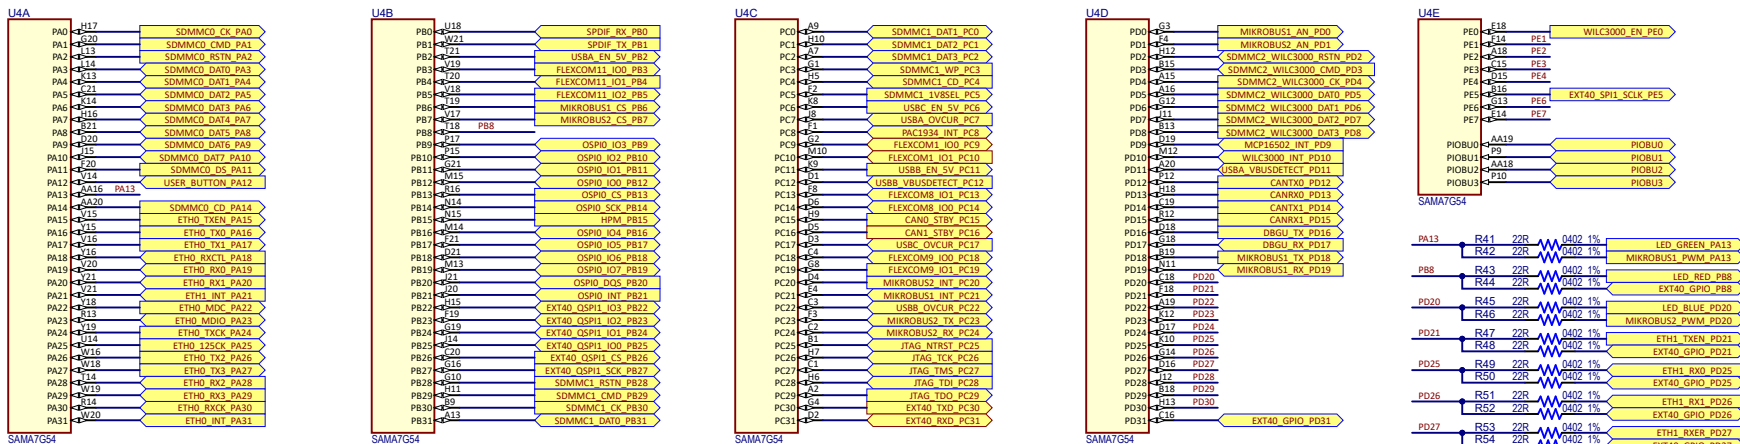 U4A
PA0 H17 SDMMC0_CK_PA0
PA1 G20 SDMMC0_CMD_PA1
PA2 L13 SDMMC0_RSTN_PA2
PA3 L14 SDMMC0_DAT0_PA3
PA4 K13 SDMMC0_DAT1_PA4
PA5 C21 SDMMC0_DAT2_PA5
PA6 K14 SDMMC0_DAT3_PA6
PA7 H16 SDMMC0_DAT4_PA7
PA8 B21 SDMMC0_DAT5_PA8
PA9 D20 SDMMC0_DAT6_PA9
PA10 J15 SDMMC0_DAT7_PA10
PA11 F20 SDMMC0_DS_PA11
PA12 V14 USER_BUTTON_PA12
PA13 AA16 PA13
PA14 AA20 SDMMC0_CD_PA14
PA15 V15 ETH0_TXEN_PA15
PA16 Y15 ETH0_TX0_PA16
PA17 V16 ETH0_TX1_PA17
PA18 Y16 ETH0_RXCTL_PA18
PA19 V20 ETH0_RX0_PA19
PA20 Y21 ETH0_RX1_PA20
PA21 V21 ETH1_INT_PA21
PA22 Y18 ETH0_MDC_PA22
PA23 R13 ETH0_MDIO_PA23
PA24 Y19 ETH0_TXCK_PA24
PA25 U14 ETH0_125CK_PA25
PA26 W16 ETH0_TX2_PA26
PA27 W18 ETH0_TX3_PA27
PA28 T14 ETH0_RX2_PA28
PA29 W19 ETH0_RX3_PA29
PA30 R14 ETH0_RXCK_PA30
PA31 W20 ETH0_INT_PA31
SAMA7G54
U4B
PB0 U18 SPDIF_RX_PB0
PB1 W21 SPDIF_TX_PB1
PB2 T21 USBA_EN_5V_PB2
PB3 V19 FLEXCOM11_IO0_PB3
PB4 T20 FLEXCOM11_IO1_PB4
PB5 V18 FLEXCOM11_IO2_PB5
PB6 T19 MIKROBUS1_CS_PB6
PB7 V17 MIKROBUS2_CS_PB7
PB8 T18 PB8
PB9 P17 OSPI0_IO3_PB9
PB10 P15 OSPI0_IO2_PB10
PB11 G21 OSPI0_IO1_PB11
PB12 M15 OSPI0_IO0_PB12
PB13 R16 OSPI0_CS_PB13
PB14 N14 OSPI0_SCK_PB14
PB15 N15 HPM_PB15
PB16 M14 OSPI0_IO4_PB16
PB17 F21 OSPI0_IO5_PB17
PB18 D21 OSPI0_IO6_PB18
PB19 M13 OSPI0_IO7_PB19
PB20 J21 OSPI0_DQS_PB20
PB21 J20 OSPI0_INT_PB21
PB22 H15 EXT40_QSPI1_IO3_PB22
PB23 F19 EXT40_QSPI1_IO2_PB23
PB24 G19 EXT40_QSPI1_IO1_PB24
PB25 J14 EXT40_QSPI1_IO0_PB25
PB26 C20 EXT40_QSPI1_CS_PB26
PB27 G16 EXT40_QSPI1_SCK_PB27
PB28 G10 SDMMC1_RSTN_PB28
PB29 H11 SDMMC1_CMD_PB29
PB30 B9 SDMMC1_CK_PB30
PB31 A13 SDMMC1_DAT0_PB31
SAMA7G54
U4C
PC0 A9 SDMMC1_DAT1_PC0
PC1 H10 SDMMC1_DAT2_PC1
PC2 A7 SDMMC1_DAT3_PC2
PC3 G1 SDMMC1_WP_PC3
PC4 H5 SDMMC1_CD_PC4
PC5 F2 SDMMC1_1V8SEL_PC5
PC6 K8 USBC_EN_5V_PC6
PC7 J8 USBA_OVCUR_PC7
PC8 F1 PAC1934_INT_PC8
PC9 G2 FLEXCOM1_IO0_PC9
PC10 M10 FLEXCOM1_IO1_PC10
PC11 K9 USBB_EN_5V_PC11
PC12 D1 USBB_VBUSDETECT_PC12
PC13 F8 FLEXCOM8_IO1_PC13
PC14 D6 FLEXCOM8_IO0_PC14
PC15 H9 CAN0_STBY_PC15
PC16 D5 CAN1_STBY_PC16
PC17 D3 USBC_OVCUR_PC17
PC18 C4 FLEXCOM9_IO0_PC18
PC19 G8 FLEXCOM9_IO1_PC19
PC20 D4 MIKROBUS2_INT_PC20
PC21 E4 MIKROBUS1_INT_PC21
PC22 C3 USBB_OVCUR_PC22
PC23 F3 MIKROBUS2_TX_PC23
PC24 C2 MIKROBUS2_RX_PC24
PC25 B1 JTAG_NTRST_PC25
PC26 H7 JTAG_TCK_PC26
PC27 C1 JTAG_TMS_PC27
PC28 H6 JTAG_TDI_PC28
PC29 A2 JTAG_TDO_PC29
PC30 G4 EXT40_TXD_PC30
PC31 D2 EXT40_RXD_PC31
SAMA7G54
U4D
PD0 G3 MIKROBUS1_AN_PD0
PD1 F4 MIKROBUS2_AN_PD1
PD2 H12 SDMMC2_WILC3000_RSTN_PD2
PD3 B15 SDMMC2_WILC3000_CMD_PD3
PD4 A15 SDMMC2_WILC3000_CK_PD4
PD5 A16 SDMMC2_WILC3000_DAT0_PD5
PD6 G12 SDMMC2_WILC3000_DAT1_PD6
PD7 J11 SDMMC2_WILC3000_DAT2_PD7
PD8 B13 SDMMC2_WILC3000_DAT3_PD8
PD9 D19 MCP16502_INT_PD9
PD10 M12 WILC3000_INT_PD10
PD11 A20 USBA_VBUSDETECT_PD11
PD12 P12 CANTX0_PD12
PD13 H18 CANRX0_PD13
PD14 C19 CANTX1_PD14
PD15 R12 CANRX1_PD15
PD16 D18 DBGU_TX_PD16
PD17 G18 DBGU_RX_PD17
PD18 B19 MIKROBUS1_TX_PD18
PD19 N11 MIKROBUS1_RX_PD19
PD20 C18 PD20
PD21 F18 PD21
PD22 A19 PD22
PD23 K12 PD23
PD24 D17 PD24
PD25 K10 PD25
PD26 G14 PD26
PD27 D16 PD27
PD28 J12 PD28
PD29 B18 PD29
PD30 H13 PD30
PD31 C16 EXT40_GPIO_PD31
SAMA7G54
U4E
PE0 E18 WILC3000_EN_PE0
PE1 F14 PE1
PE2 A18 PE2
PE3 C15 PE3
PE4 D15 PE4
PE5 B16 EXT40_SPI1_SCLK_PE5
PE6 G13 PE6
PE7 E14 PE7
PIOBU0 AA19 PIOBU0
PIOBU1 P9 PIOBU1
PIOBU2 AA18 PIOBU2
PIOBU3 P10 PIOBU3
SAMA7G54
PA13 R41 22R 0402 1% LED_GREEN_PA13
R42 22R 0402 1% MIKROBUS1_PWM_PA13
PB8 R43 22R 0402 1% LED_RED_PB8
R44 22R 0402 1% EXT40_GPIO_PB8
PD20 R45 22R 0402 1% LED_BLUE_PD20
R46 22R 0402 1% MIKROBUS2_PWM_PD20
PD21 R47 22R 0402 1% ETH1_TXEN_PD21
R48 22R 0402 1% EXT40_GPIO_PD21
PD25 R49 22R 0402 1% ETH1_RX0_PD25
R50 22R 0402 1% EXT40_GPIO_PD25
PD26 R51 22R 0402 1% ETH1_RX1_PD26
R52 22R 0402 1% EXT40_GPIO_PD26
PD27 R53 22R 0402 1% ETH1_RXER_PD27
R54 22R 0402 1%